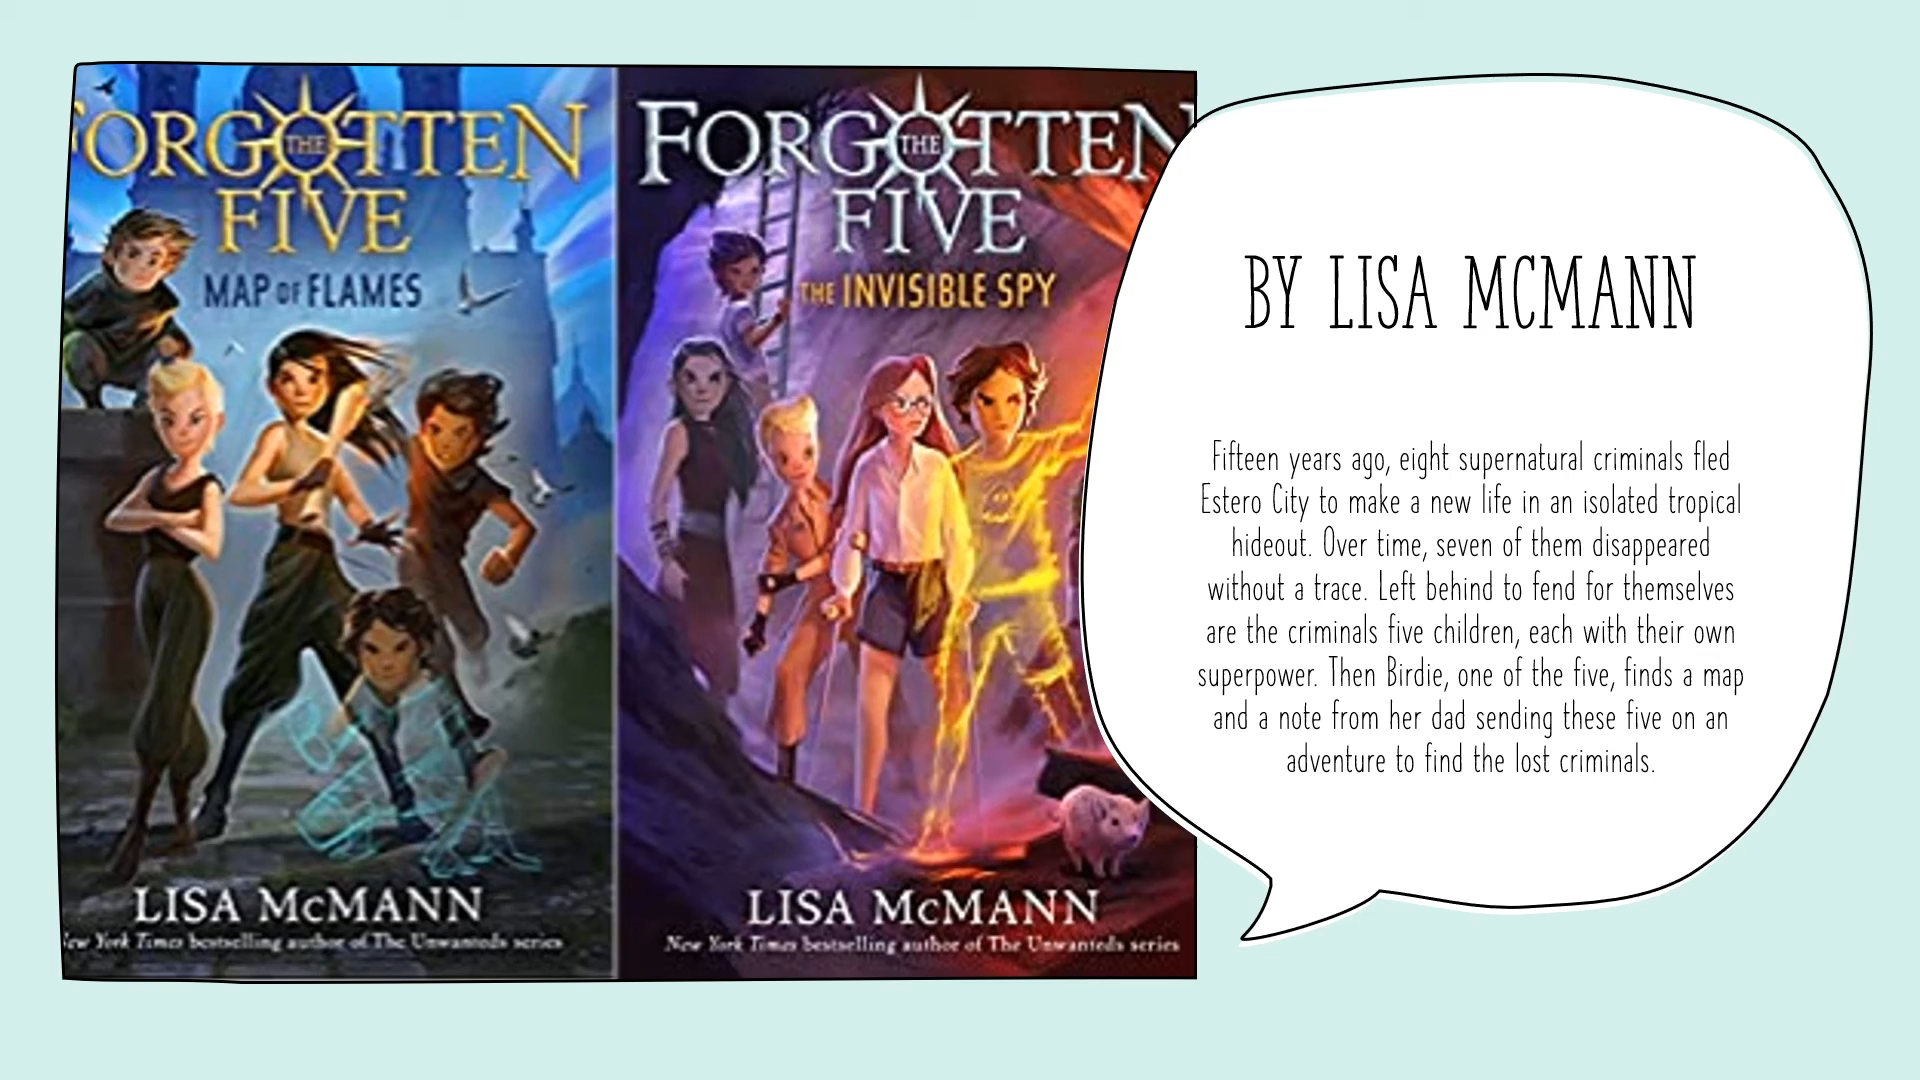 FORGOTTEN
THE
FIVE
MAP OF FLAMES
LISA McMANN
New York Times bestselling author of The Unwanteds series
FORGOTTEN
THE
FIVE
THE INVISIBLE SPY
LISA McMANN
New York Times bestselling author of The Unwanteds series
BY LISA MCMANN
Fifteen years ago, eight supernatural criminals fled
Estero City to make a new life in an isolated tropical
hideout. Over time, seven of them disappeared
without a trace. Left behind to fend for themselves
are the criminals five children, each with their own
superpower. Then Birdie, one of the five, finds a map
and a note from her dad sending these five on an
adventure to find the lost criminals.